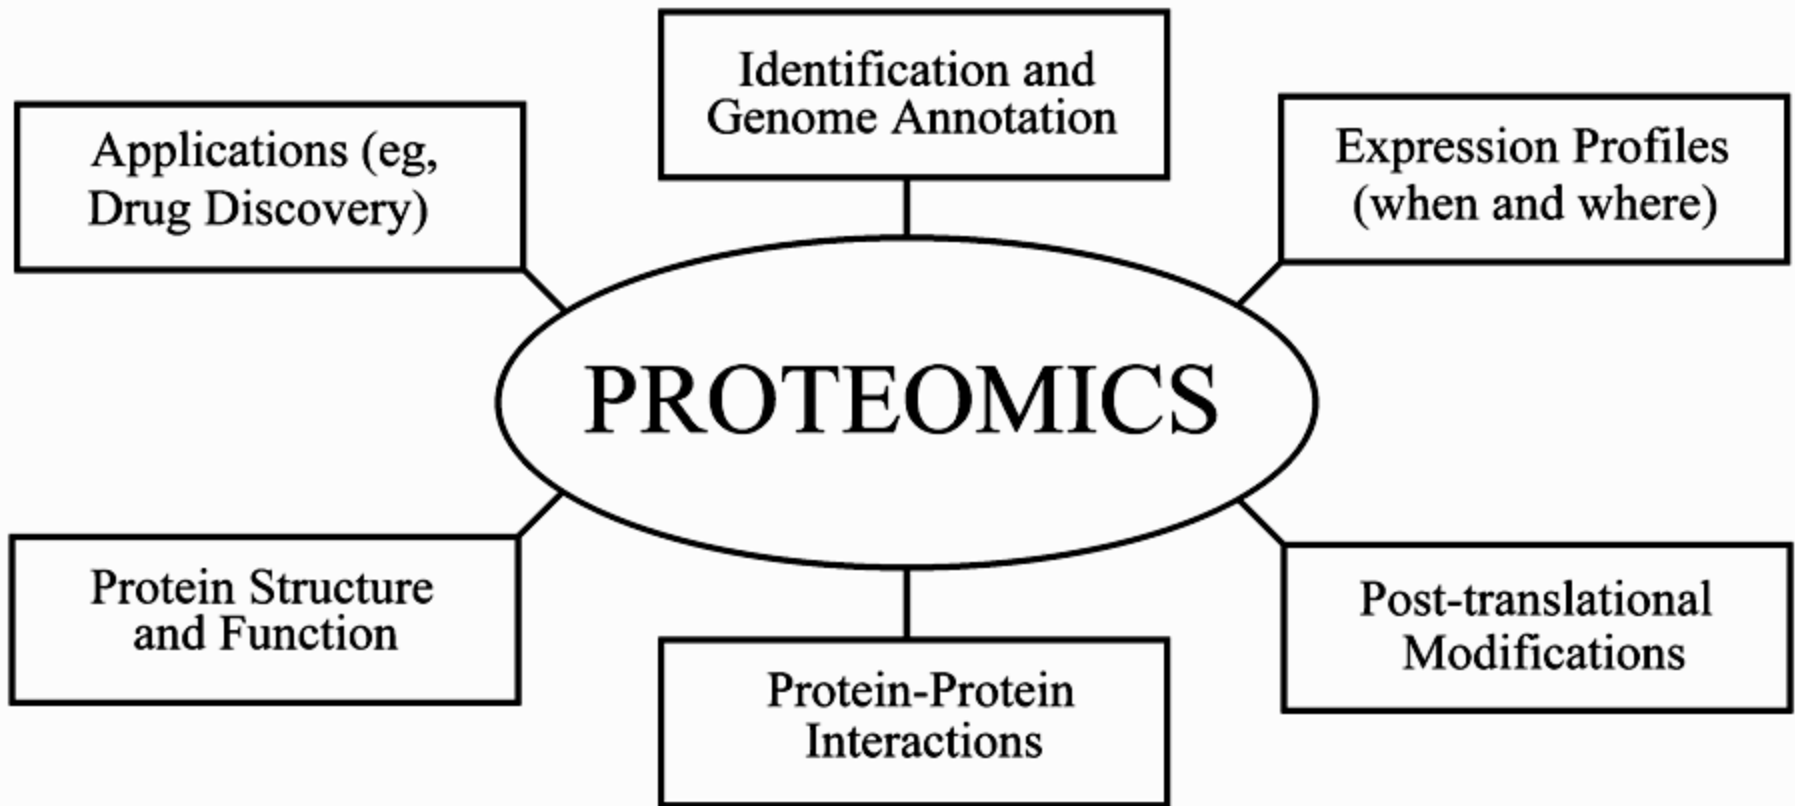 Identification and
Genome Annotation
Applications (eg,
Drug Discovery)
Expression Profiles
(when and where)
PROTEOMICS
Protein Structure
and Function
Protein-Protein
Interactions
Post-translational
Modifications